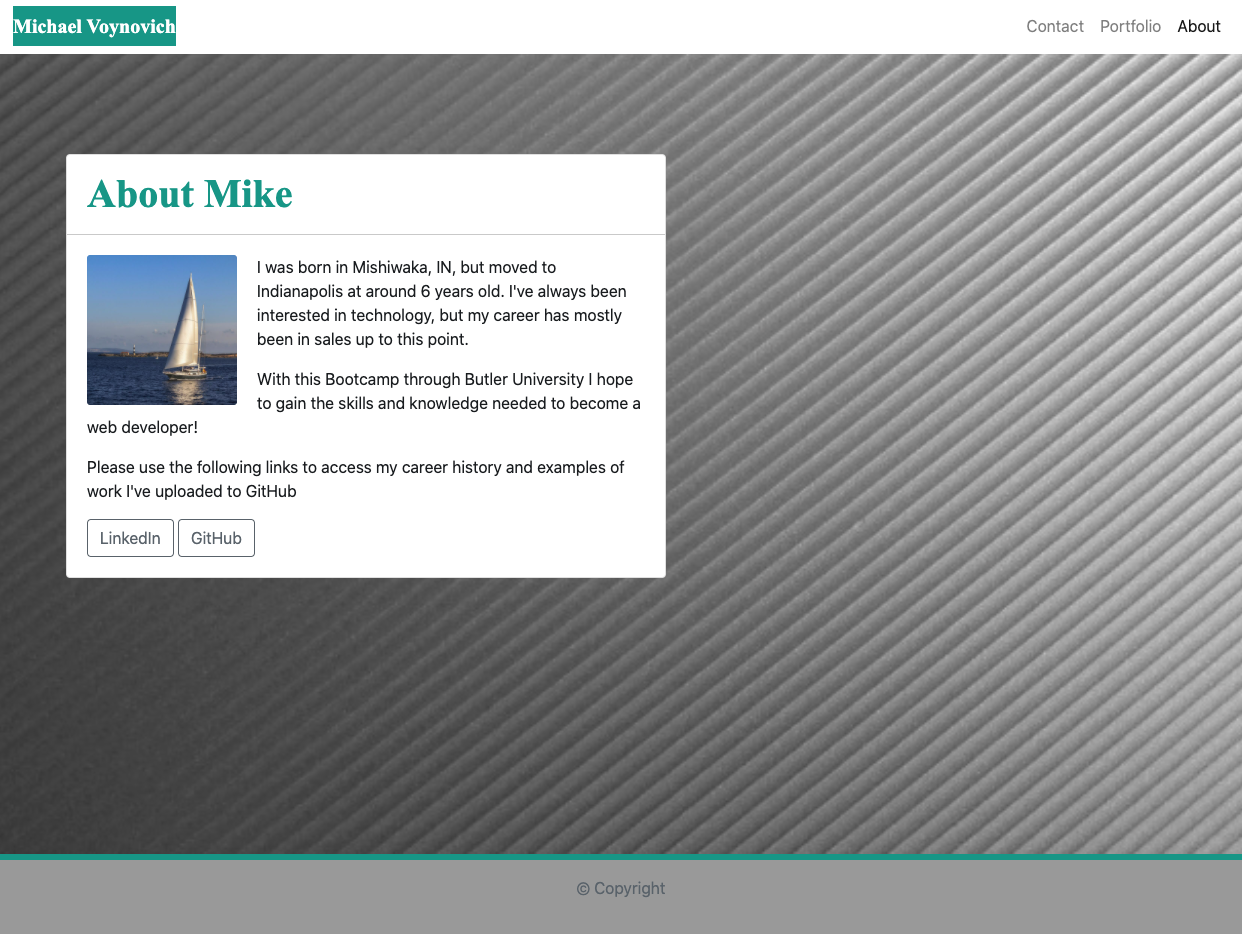 Michael Voynovich
Contact Portfolio About
About Mike
I was born in Mishiwaka, IN, but moved to
Indianapolis at around 6 years old. I've always been
interested in technology, but my career has mostly
been in sales up to this point.
With this Bootcamp through Butler University I hope
to gain the skills and knowledge needed to become a
web developer!
Please use the following links to access my career history and examples of
work I've uploaded to GitHub
LinkedIn GitHub
© Copyright